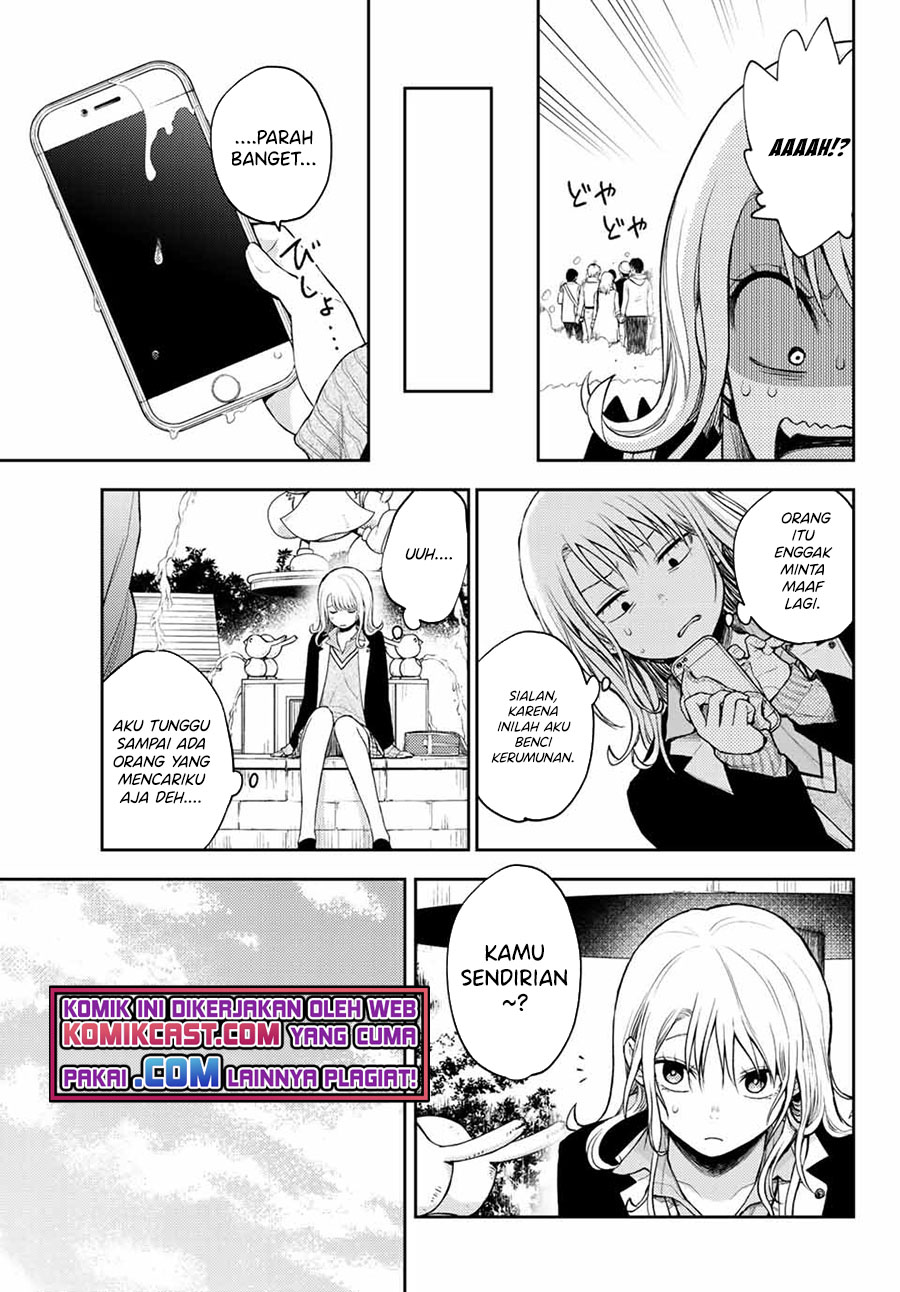 AAAAH!?
どや
どや
....PARAH
BANGET...
びしょ....
ORANG
ITU
ENGGAK
MINTA
MAAF
LAGI.
SIALAN,
KARENA
INILAH AKU
BENCI
KERUMUNAN.
UUH....
AKU TUNGGU
SAMPAI ADA
ORANG YANG
MENCARIKU
AJA DEH....
KAMU
SENDIRIAN
~?
KOMIK INI DIKERJAKAN OLEH WEB
KOMIKCAST.COM YANG CUMA
PAKAI .COM LAINNYA PLAGIAT!